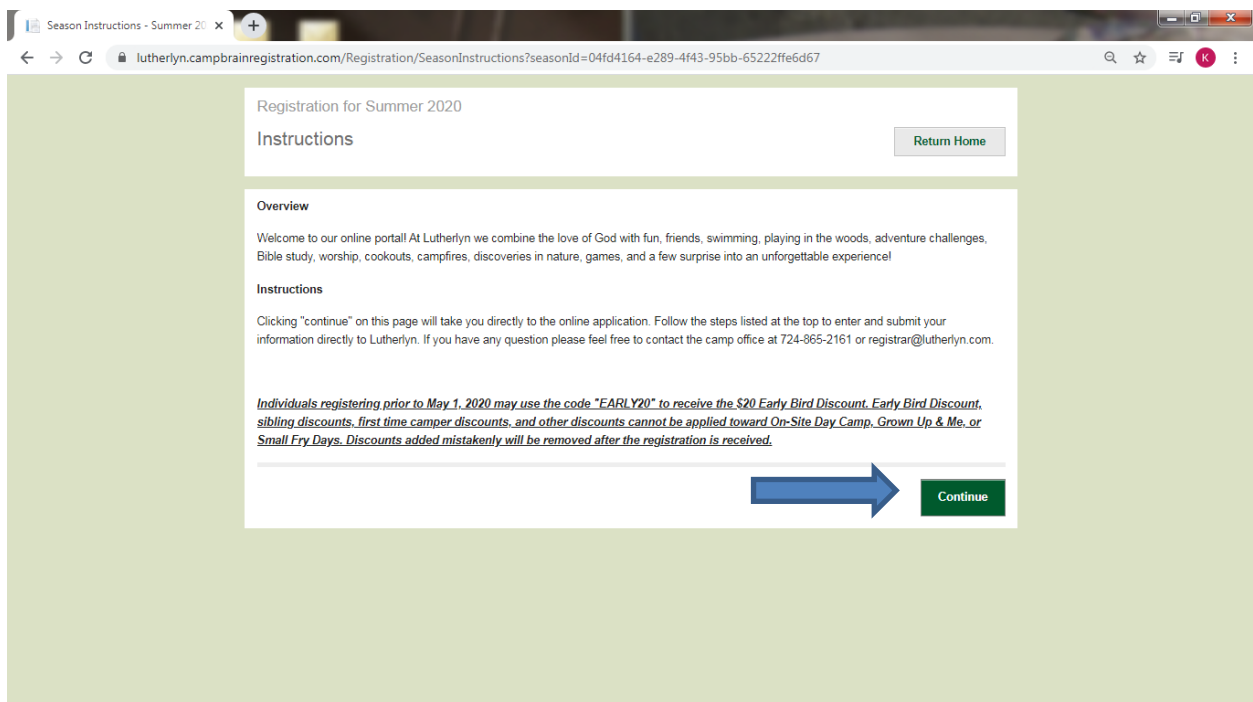 Season Instructions - Summer 20
lutherlyn.campbrainregistration.com/Registration/SeasonInstructions?seasonId=04fd4164-e289-4f43-95bb-65222ffe6d67
K
Registration for Summer 2020
Instructions
Return Home
Overview
Welcome to our online portal! At Lutherlyn we combine the love of God with fun, friends, swimming, playing in the woods, adventure challenges,
Bible study, worship, cookouts, campfires, discoveries in nature, games, and a few surprise into an unforgettable experience!
Instructions
Clicking "continue" on this page will take you directly to the online application. Follow the steps listed at the top to enter and submit your
information directly to Lutherlyn. If you have any question please feel free to contact the camp office at 724-865-2161 or registrar@lutherlyn.com.
Individuals registering prior to May 1, 2020 may use the code "EARLY20" to receive the $20 Early Bird Discount. Early Bird Discount,
sibling discounts, first time camper discounts, and other discounts cannot be applied toward On-Site Day Camp, Grown Up & Me, or
Small Fry Days. Discounts added mistakenly will be removed after the registration is received.
Continue